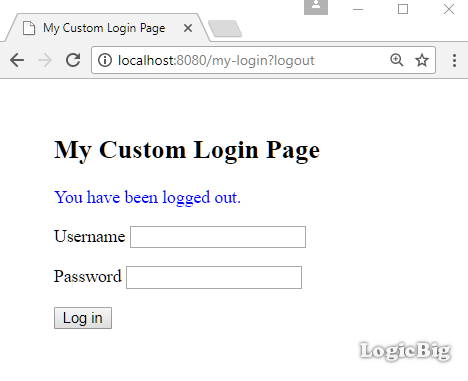 My Custom Login Page
localhost:8080/my-login?logout
My Custom Login Page
You have been logged out.
Username
Password
Log in
LogicBig